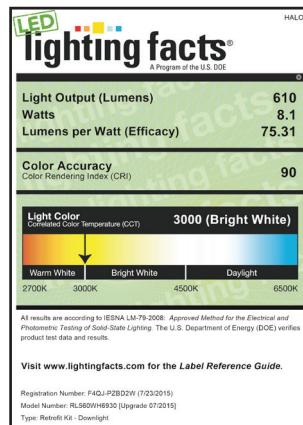 HALO
LED
lighting facts®
A Program of the U.S. DOE
Light Output (Lumens) 610
Watts 8.1
Lumens per Watt (Efficacy) 75.31
Color Accuracy
Color Rendering Index (CRI) 90
Light Color
Correlated Color Temperature (CCT) 3000 (Bright White)
Warm White Bright White Daylight
2700K 3000K 4500K 6500K
All results are according to IESNA LM-79-2008: Approved Method for the Electrical and
Photometric Testing of Solid-State Lighting. The U.S. Department of Energy (DOE) verifies
product test data and results.
Visit www.lightingfacts.com for the Label Reference Guide.
Registration Number: F4QJ-PZBD2W (7/23/2015)
Model Number: RL560WH6930 [Upgrade 07/2015]
Type: Retrofit Kit - Downlight